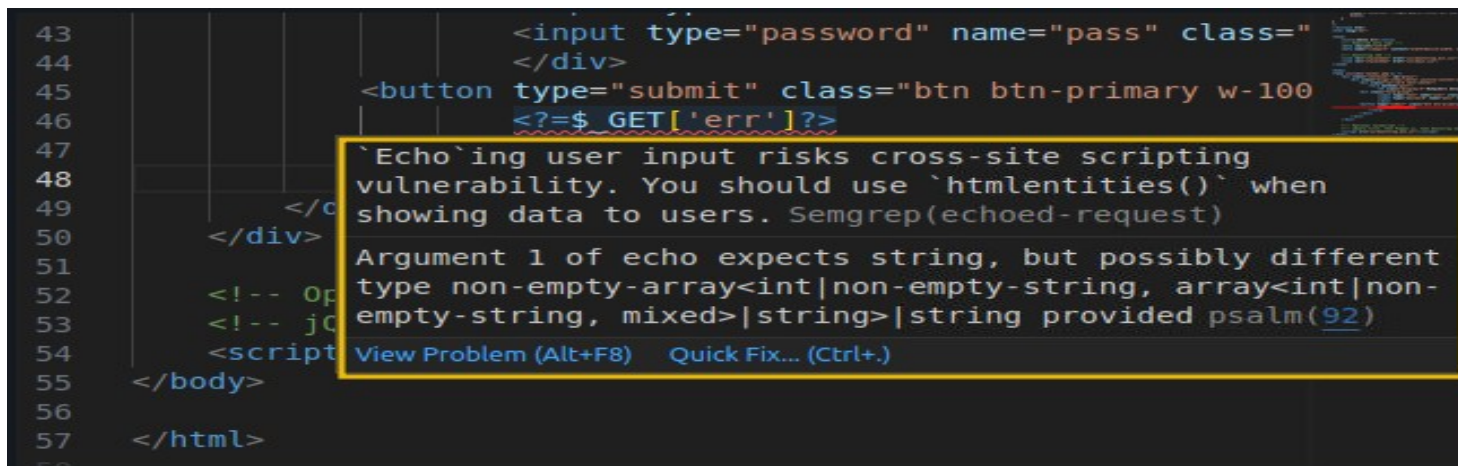 43 <input type="password" name="pass" class="
44 </div>
45 <button type="submit" class="btn btn-primary w-100
46 <?=$_GET['err']?>
47
48
49 </
50 </div>
51
52 <!-- Op
53 <!-- jQ
54 <script
55 </body>
56
57 </html>
`Echo`ing user input risks cross-site scripting
vulnerability. You should use `htmlentities()` when
showing data to users. Semgrep(echoed-request)
Argument 1 of echo expects string, but possibly different
type non-empty-array<int|non-empty-string, array<int|non-
empty-string, mixed>|string>|string provided psalm(92)
View Problem (Alt+F8) Quick Fix... (Ctrl+.)